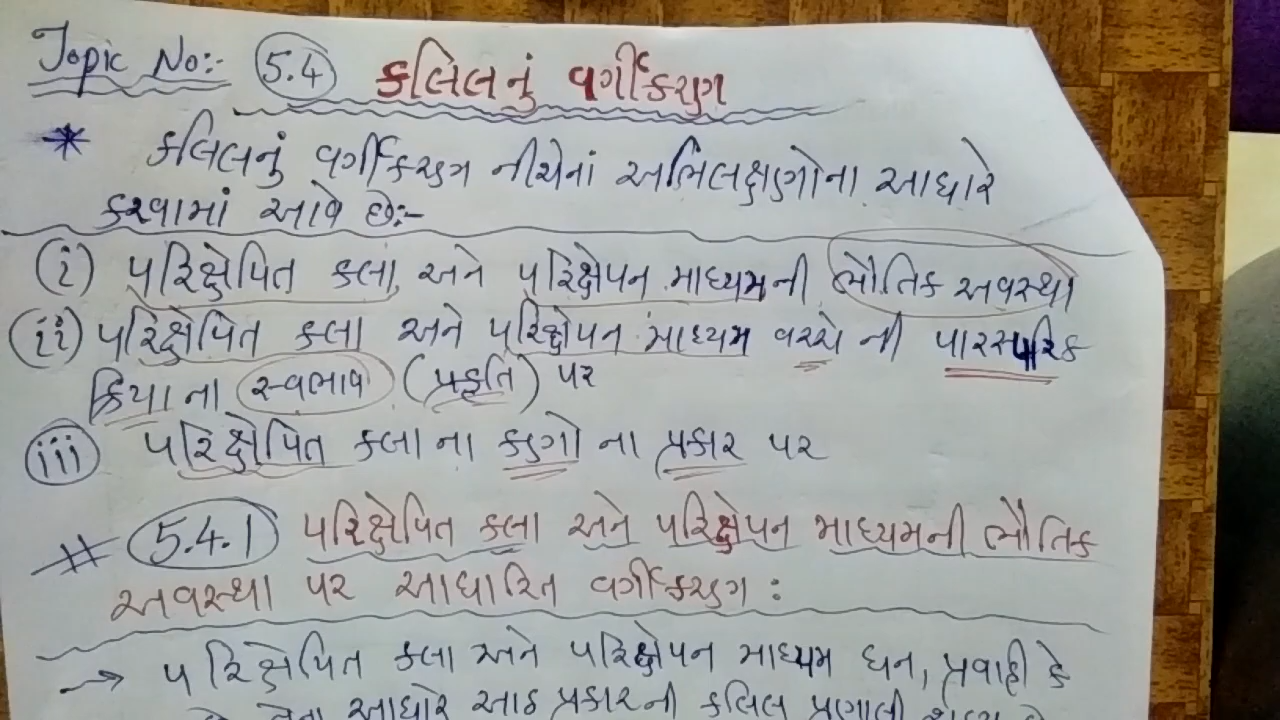 Topic No:- 5.4 કલિલનું વર્ગીકરણ
* કલિલનું વર્ગીકરણ નીચેનાં અભિલક્ષણોના આધારે
કરવામાં આવે છે:-
(i) પરિક્ષેપિત કલા અને પરિક્ષેપન માધ્યમની ભૌતિક અવસ્થા
(ii) પરિક્ષેપિત કલા અને પરિક્ષેપન માધ્યમ વચ્ચે ની પારસ્પરિક
ક્રિયા ના સ્વભાવ (પ્રકૃતિ) પર
(iii) પરિક્ષેપિત કલા ના કણો ના પ્રકાર પર
# 5.4.1 પરિક્ષેપિત કલા અને પરિક્ષેપન માધ્યમની ભૌતિક
અવસ્થા પર આધારિત વર્ગીકરણ :
→ પરિક્ષેપિત કલા અને પરિક્ષેપન માધ્યમ ઘન, પ્રવાહી કે
તેના આધારે આઠ પ્રકારની કલિલ પ્રણાલી